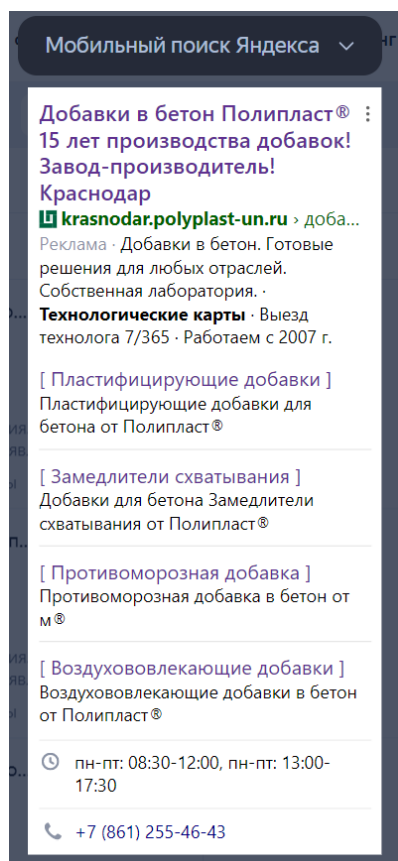 Мобильный поиск Яндекса
Добавки в бетон Полипласт®
15 лет производства добавок!
Завод-производитель!
Краснодар
krasnodar.polyplast-un.ru › доба...
Реклама · Добавки в бетон. Готовые
решения для любых отраслей.
Собственная лаборатория. ·
Технологические карты · Выезд
технолога 7/365 · Работаем с 2007 г.
[ Пластифицирующие добавки ]
Пластифицирующие добавки для
бетона от Полипласт®
[ Замедлители схватывания ]
Добавки для бетона Замедлители
схватывания от Полипласт®
[ Противоморозная добавка ]
Противоморозная добавка в бетон от
м®
[ Воздухововлекающие добавки ]
Воздухововлекающие добавки в бетон
от Полипласт®
пн-пт: 08:30-12:00, пн-пт: 13:00-
17:30
+7 (861) 255-46-43